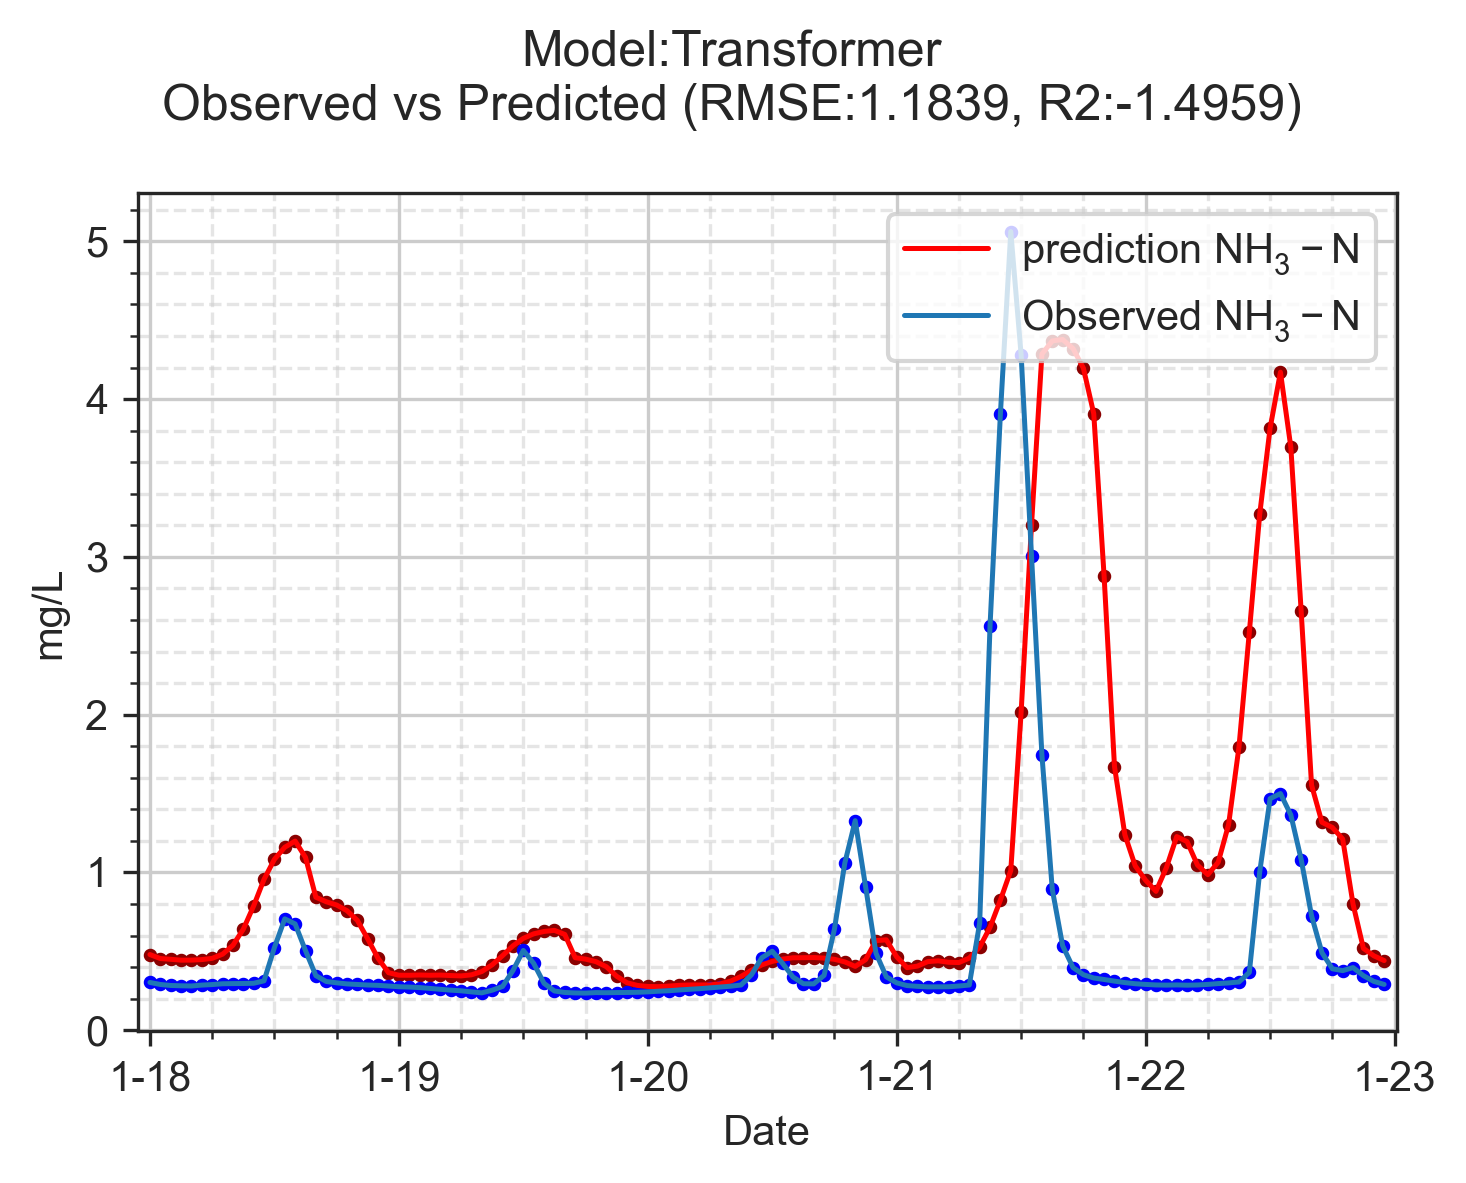 Model:Transformer
Observed vs Predicted (RMSE:1.1839, R2:-1.4959)
prediction NH₃ − N
Observed NH₃ − N
5
4
3
2
1
0
mg/L
1-18 1-19 1-20 1-21 1-22 1-23
Date